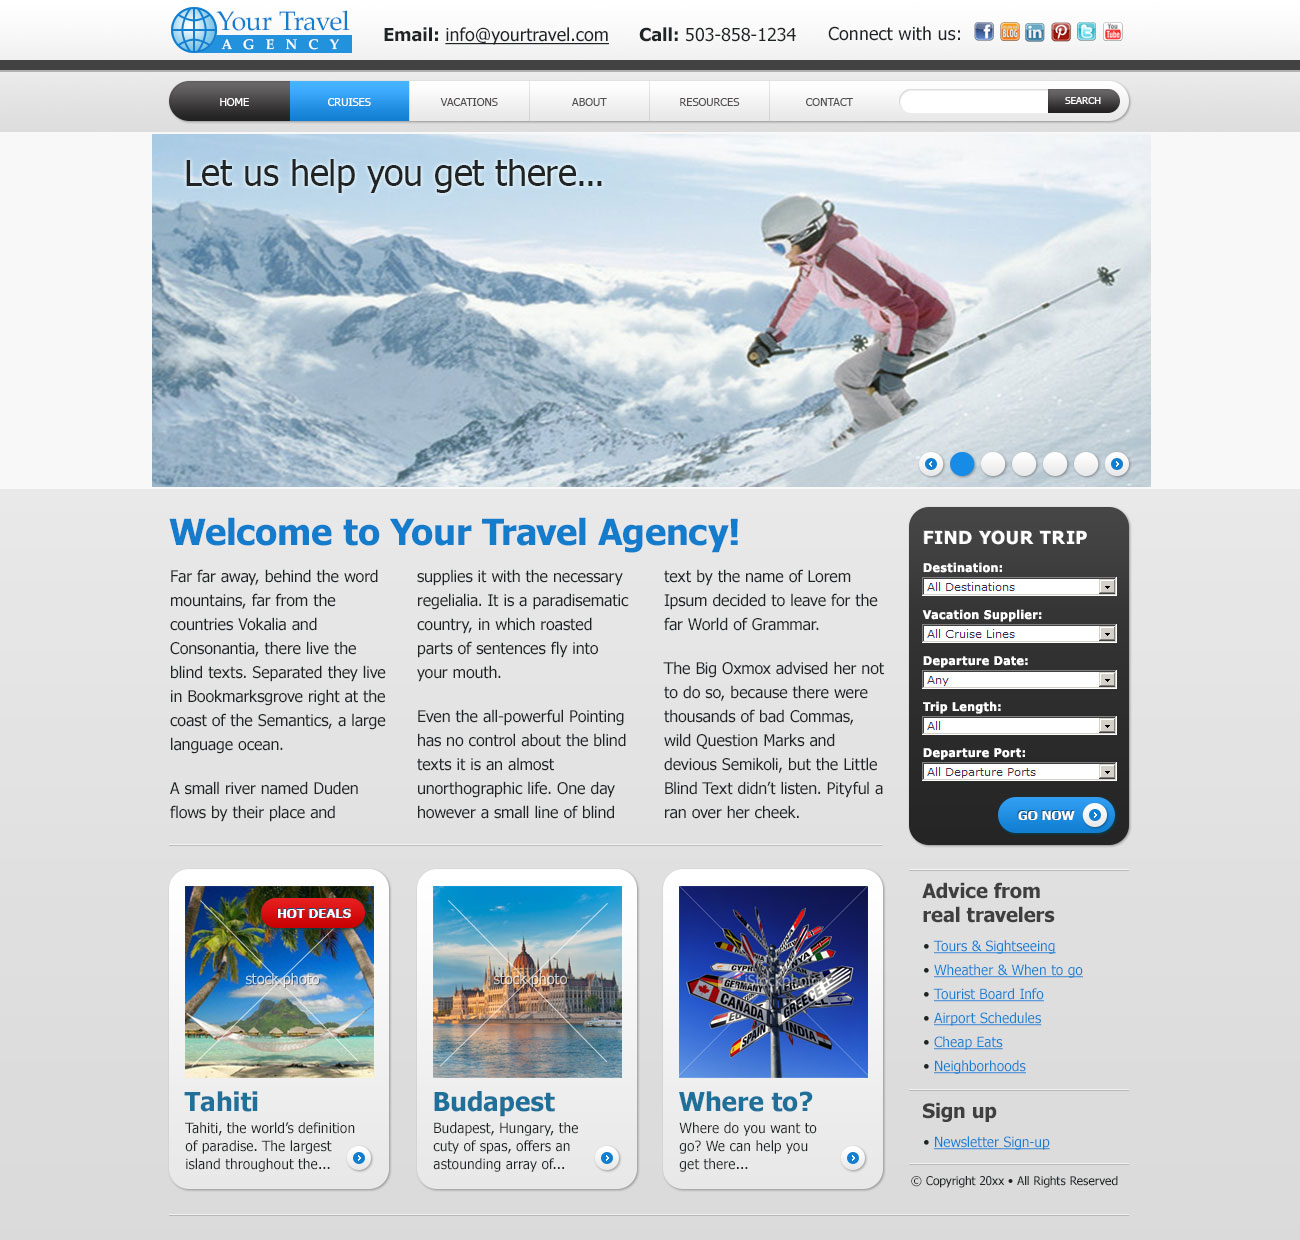 Your Travel
AGENCY
Email: info@yourtravel.com
Call: 503-858-1234
Connect with us:
BLOG
in
You
Tube
HOME
CRUISES
VACATIONS
ABOUT
RESOURCES
CONTACT
SEARCH
Let us help you get there...
Welcome to Your Travel Agency!
Far far away, behind the word
mountains, far from the
countries Vokalia and
Consonantia, there live the
blind texts. Separated they live
in Bookmarksgrove right at the
coast of the Semantics, a large
language ocean.
A small river named Duden
flows by their place and
supplies it with the necessary
regelialia. It is a paradisematic
country, in which roasted
parts of sentences fly into
your mouth.
Even the all-powerful Pointing
has no control about the blind
texts it is an almost
unorthographic life. One day
however a small line of blind
text by the name of Lorem
Ipsum decided to leave for the
far World of Grammar.
The Big Oxmox advised her not
to do so, because there were
thousands of bad Commas,
wild Question Marks and
devious Semikoli, but the Little
Blind Text didn't listen. Pityful a
ran over her cheek.
FIND YOUR TRIP
Destination:
All Destinations
Vacation Supplier:
All Cruise Lines
Departure Date:
Any
Trip Length:
All
Departure Port:
All Departure Ports
GO NOW
HOT DEALS
stock photo
Tahiti
Tahiti, the world's definition
of paradise. The largest
island throughout the...
stock photo
Budapest
Budapest, Hungary, the
cuty of spas, offers an
astounding array of...
GERMANY
CANADA
GREECE
SPAIN
INDIA
Where to?
Where do you want to
go? We can help you
get there...
Advice from
real travelers
• Tours & Sightseeing
• Wheather & When to go
• Tourist Board Info
• Airport Schedules
• Cheap Eats
• Neighborhoods
Sign up
• Newsletter Sign-up
© Copyright 20xx • All Rights Reserved